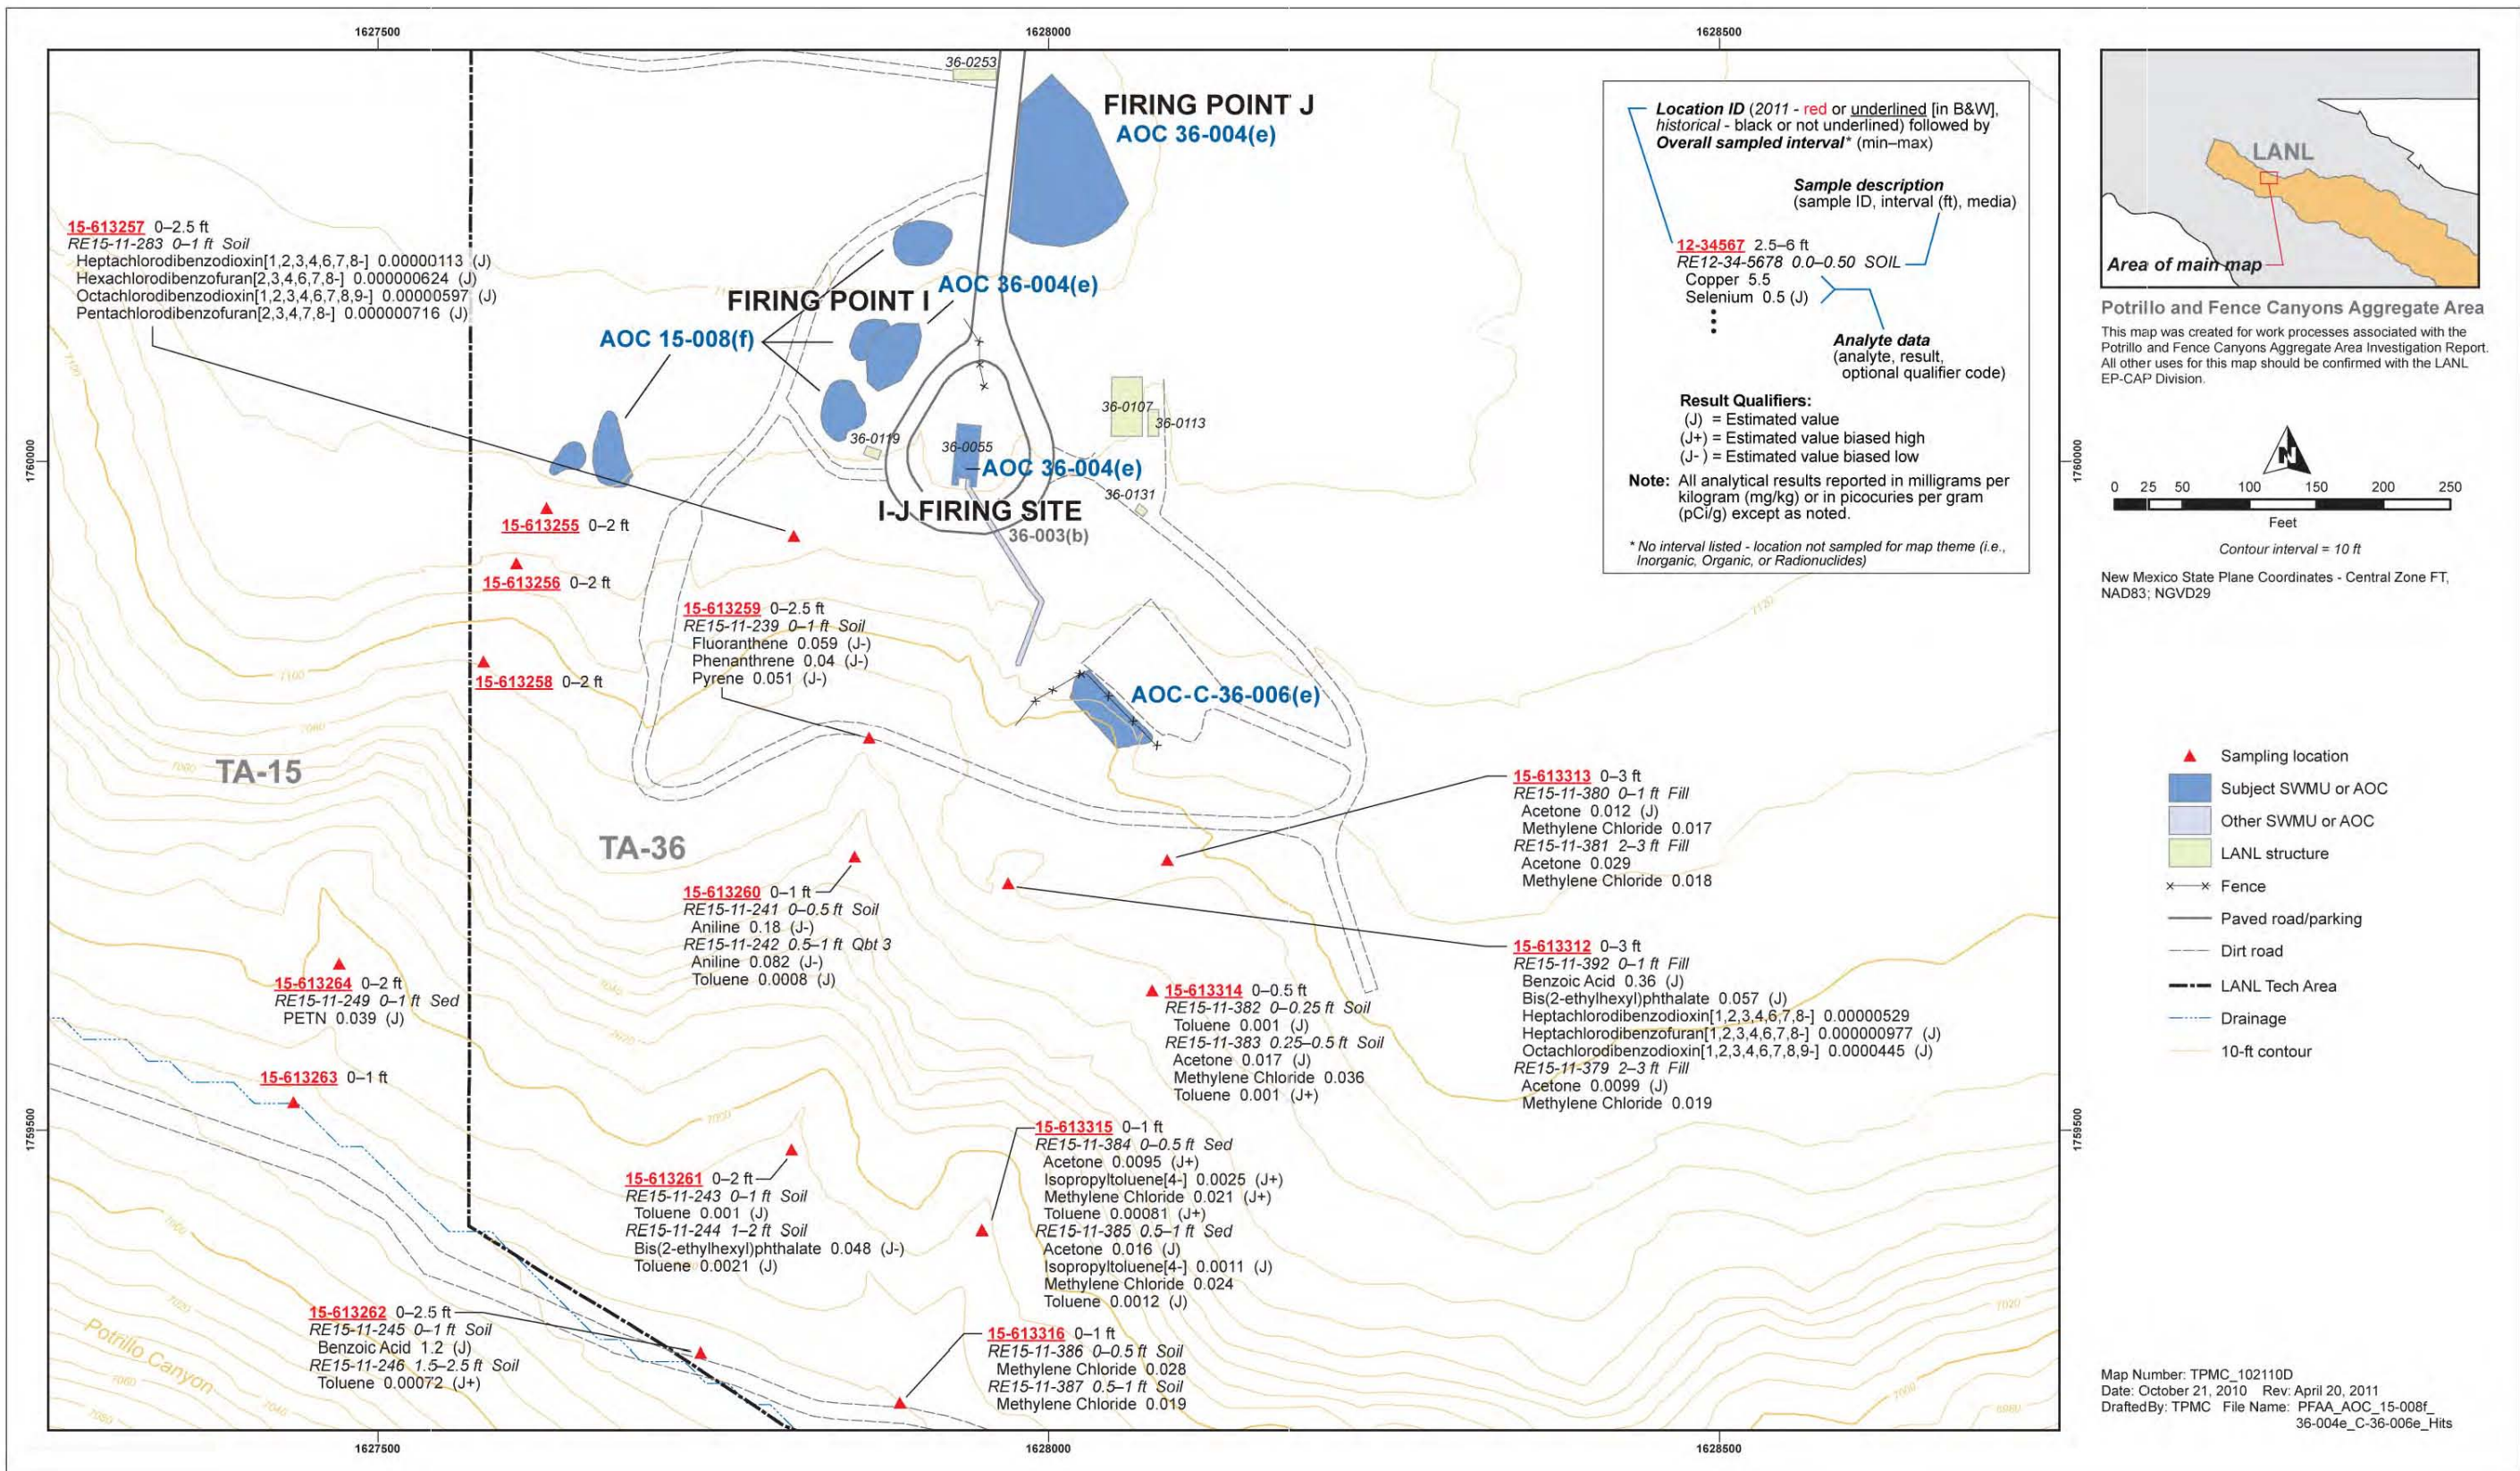 1627500
1628000
1628500
36-0253
FIRING POINT J
AOC 36-004(e)
15-613257 0–2.5 ft
RE15-11-283 0–1 ft Soil
Heptachlorodibenzodioxin[1,2,3,4,6,7,8-] 0.00000113 (J)
Hexachlorodibenzofuran[2,3,4,6,7,8-] 0.000000624 (J)
Octachlorodibenzodioxin[1,2,3,4,6,7,8,9-] 0.00000597 (J)
Pentachlorodibenzofuran[2,3,4,7,8-] 0.000000716 (J)
FIRING POINT I
AOC 36-004(e)
AOC 15-008(f)
7100
36-0107
36-0113
36-0119
36-0055
AOC 36-004(e)
36-0131
I-J FIRING SITE
36-003(b)
1760000
1760000
15-613255 0–2 ft
15-613256 0–2 ft
15-613258 0–2 ft
15-613259 0–2.5 ft
RE15-11-239 0–1 ft Soil
Fluoranthene 0.059 (J-)
Phenanthrene 0.04 (J-)
Pyrene 0.051 (J-)
7120
7100
7080
7060
AOC-C-36-006(e)
TA-15
TA-36
15-613313 0–3 ft
RE15-11-380 0–1 ft Fill
Acetone 0.012 (J)
Methylene Chloride 0.017
RE15-11-381 2–3 ft Fill
Acetone 0.029
Methylene Chloride 0.018
15-613260 0–1 ft
RE15-11-241 0–0.5 ft Soil
Aniline 0.18 (J-)
RE15-11-242 0.5–1 ft Qbt 3
Aniline 0.082 (J-)
Toluene 0.0008 (J)
15-613312 0–3 ft
RE15-11-392 0–1 ft Fill
Benzoic Acid 0.36 (J)
Bis(2-ethylhexyl)phthalate 0.057 (J)
Heptachlorodibenzodioxin[1,2,3,4,6,7,8-] 0.00000529
Heptachlorodibenzofuran[1,2,3,4,6,7,8-] 0.000000977 (J)
Octachlorodibenzodioxin[1,2,3,4,6,7,8,9-] 0.0000445 (J)
RE15-11-379 2–3 ft Fill
Acetone 0.0099 (J)
Methylene Chloride 0.019
15-613264 0–2 ft
RE15-11-249 0–1 ft Sed
PETN 0.039 (J)
7040
7020
15-613314 0–0.5 ft
RE15-11-382 0–0.25 ft Soil
Toluene 0.001 (J)
RE15-11-383 0.25–0.5 ft Soil
Acetone 0.017 (J)
Methylene Chloride 0.036
Toluene 0.001 (J+)
15-613263 0–1 ft
1759500
1759500
7000
15-613315 0–1 ft
RE15-11-384 0–0.5 ft Sed
Acetone 0.0095 (J+)
Isopropyltoluene[4-] 0.0025 (J+)
Methylene Chloride 0.021 (J+)
Toluene 0.00081 (J+)
RE15-11-385 0.5–1 ft Sed
Acetone 0.016 (J)
Isopropyltoluene[4-] 0.0011 (J)
Methylene Chloride 0.024
Toluene 0.0012 (J)
15-613261 0–2 ft
RE15-11-243 0–1 ft Soil
Toluene 0.001 (J)
RE15-11-244 1–2 ft Soil
Bis(2-ethylhexyl)phthalate 0.048 (J-)
Toluene 0.0021 (J)
7000
7020
7020
15-613262 0–2.5 ft
RE15-11-245 0–1 ft Soil
Benzoic Acid 1.2 (J)
RE15-11-246 1.5–2.5 ft Soil
Toluene 0.00072 (J+)
15-613316 0–1 ft
RE15-11-386 0–0.5 ft Soil
Methylene Chloride 0.028
RE15-11-387 0.5–1 ft Soil
Methylene Chloride 0.019
Potrillo Canyon
7060
7040
7000
6980
1627500
1628000
1628500
Location ID (2011 - red or underlined [in B&W],
historical - black or not underlined) followed by
Overall sampled interval* (min–max)
Sample description
(sample ID, interval (ft), media)
12-34567 2.5–6 ft
RE12-34-5678 0.0–0.50 SOIL
Copper 5.5
Selenium 0.5 (J)
Analyte data
(analyte, result,
optional qualifier code)
Result Qualifiers:
(J) = Estimated value
(J+) = Estimated value biased high
(J- ) = Estimated value biased low
Note: All analytical results reported in milligrams per
kilogram (mg/kg) or in picocuries per gram
(pCi/g) except as noted.
* No interval listed - location not sampled for map theme (i.e.,
Inorganic, Organic, or Radionuclides)
LANL
Area of main map
Potrillo and Fence Canyons Aggregate Area
This map was created for work processes associated with the
Potrillo and Fence Canyons Aggregate Area Investigation Report.
All other uses for this map should be confirmed with the LANL
EP-CAP Division.
N
0 25 50 100 150 200 250
Feet
Contour interval = 10 ft
New Mexico State Plane Coordinates - Central Zone FT,
NAD83; NGVD29
Sampling location
Subject SWMU or AOC
Other SWMU or AOC
LANL structure
Fence
Paved road/parking
Dirt road
LANL Tech Area
Drainage
10-ft contour
Map Number: TPMC_102110D
Date: October 21, 2010 Rev: April 20, 2011
DraftedBy: TPMC File Name: PFAA_AOC_15-008f_
36-004e_C-36-006e_Hits